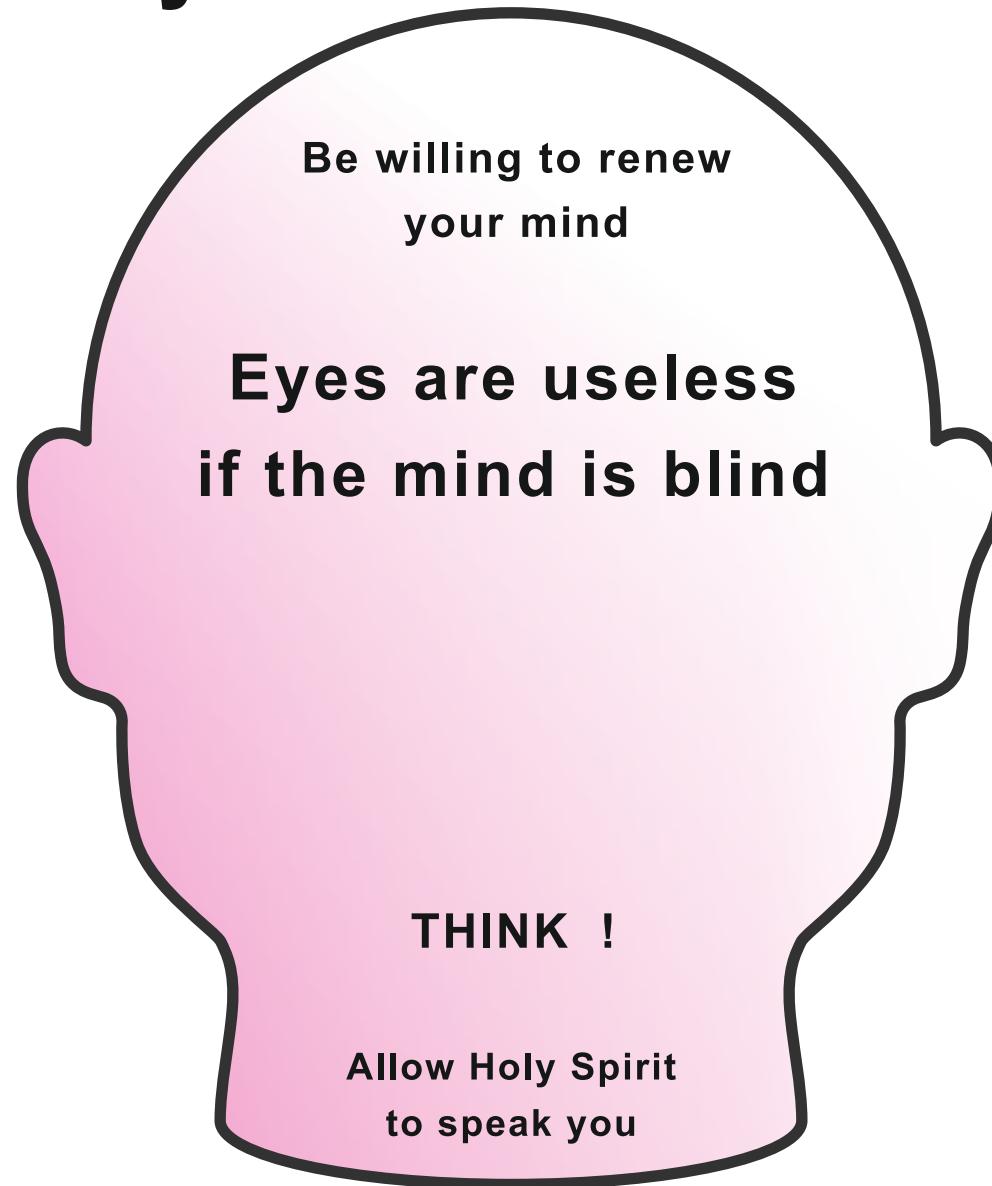 Be willing to renew
your mind
Eyes are useless
if the mind is blind
THINK !
Allow Holy Spirit
to speak you